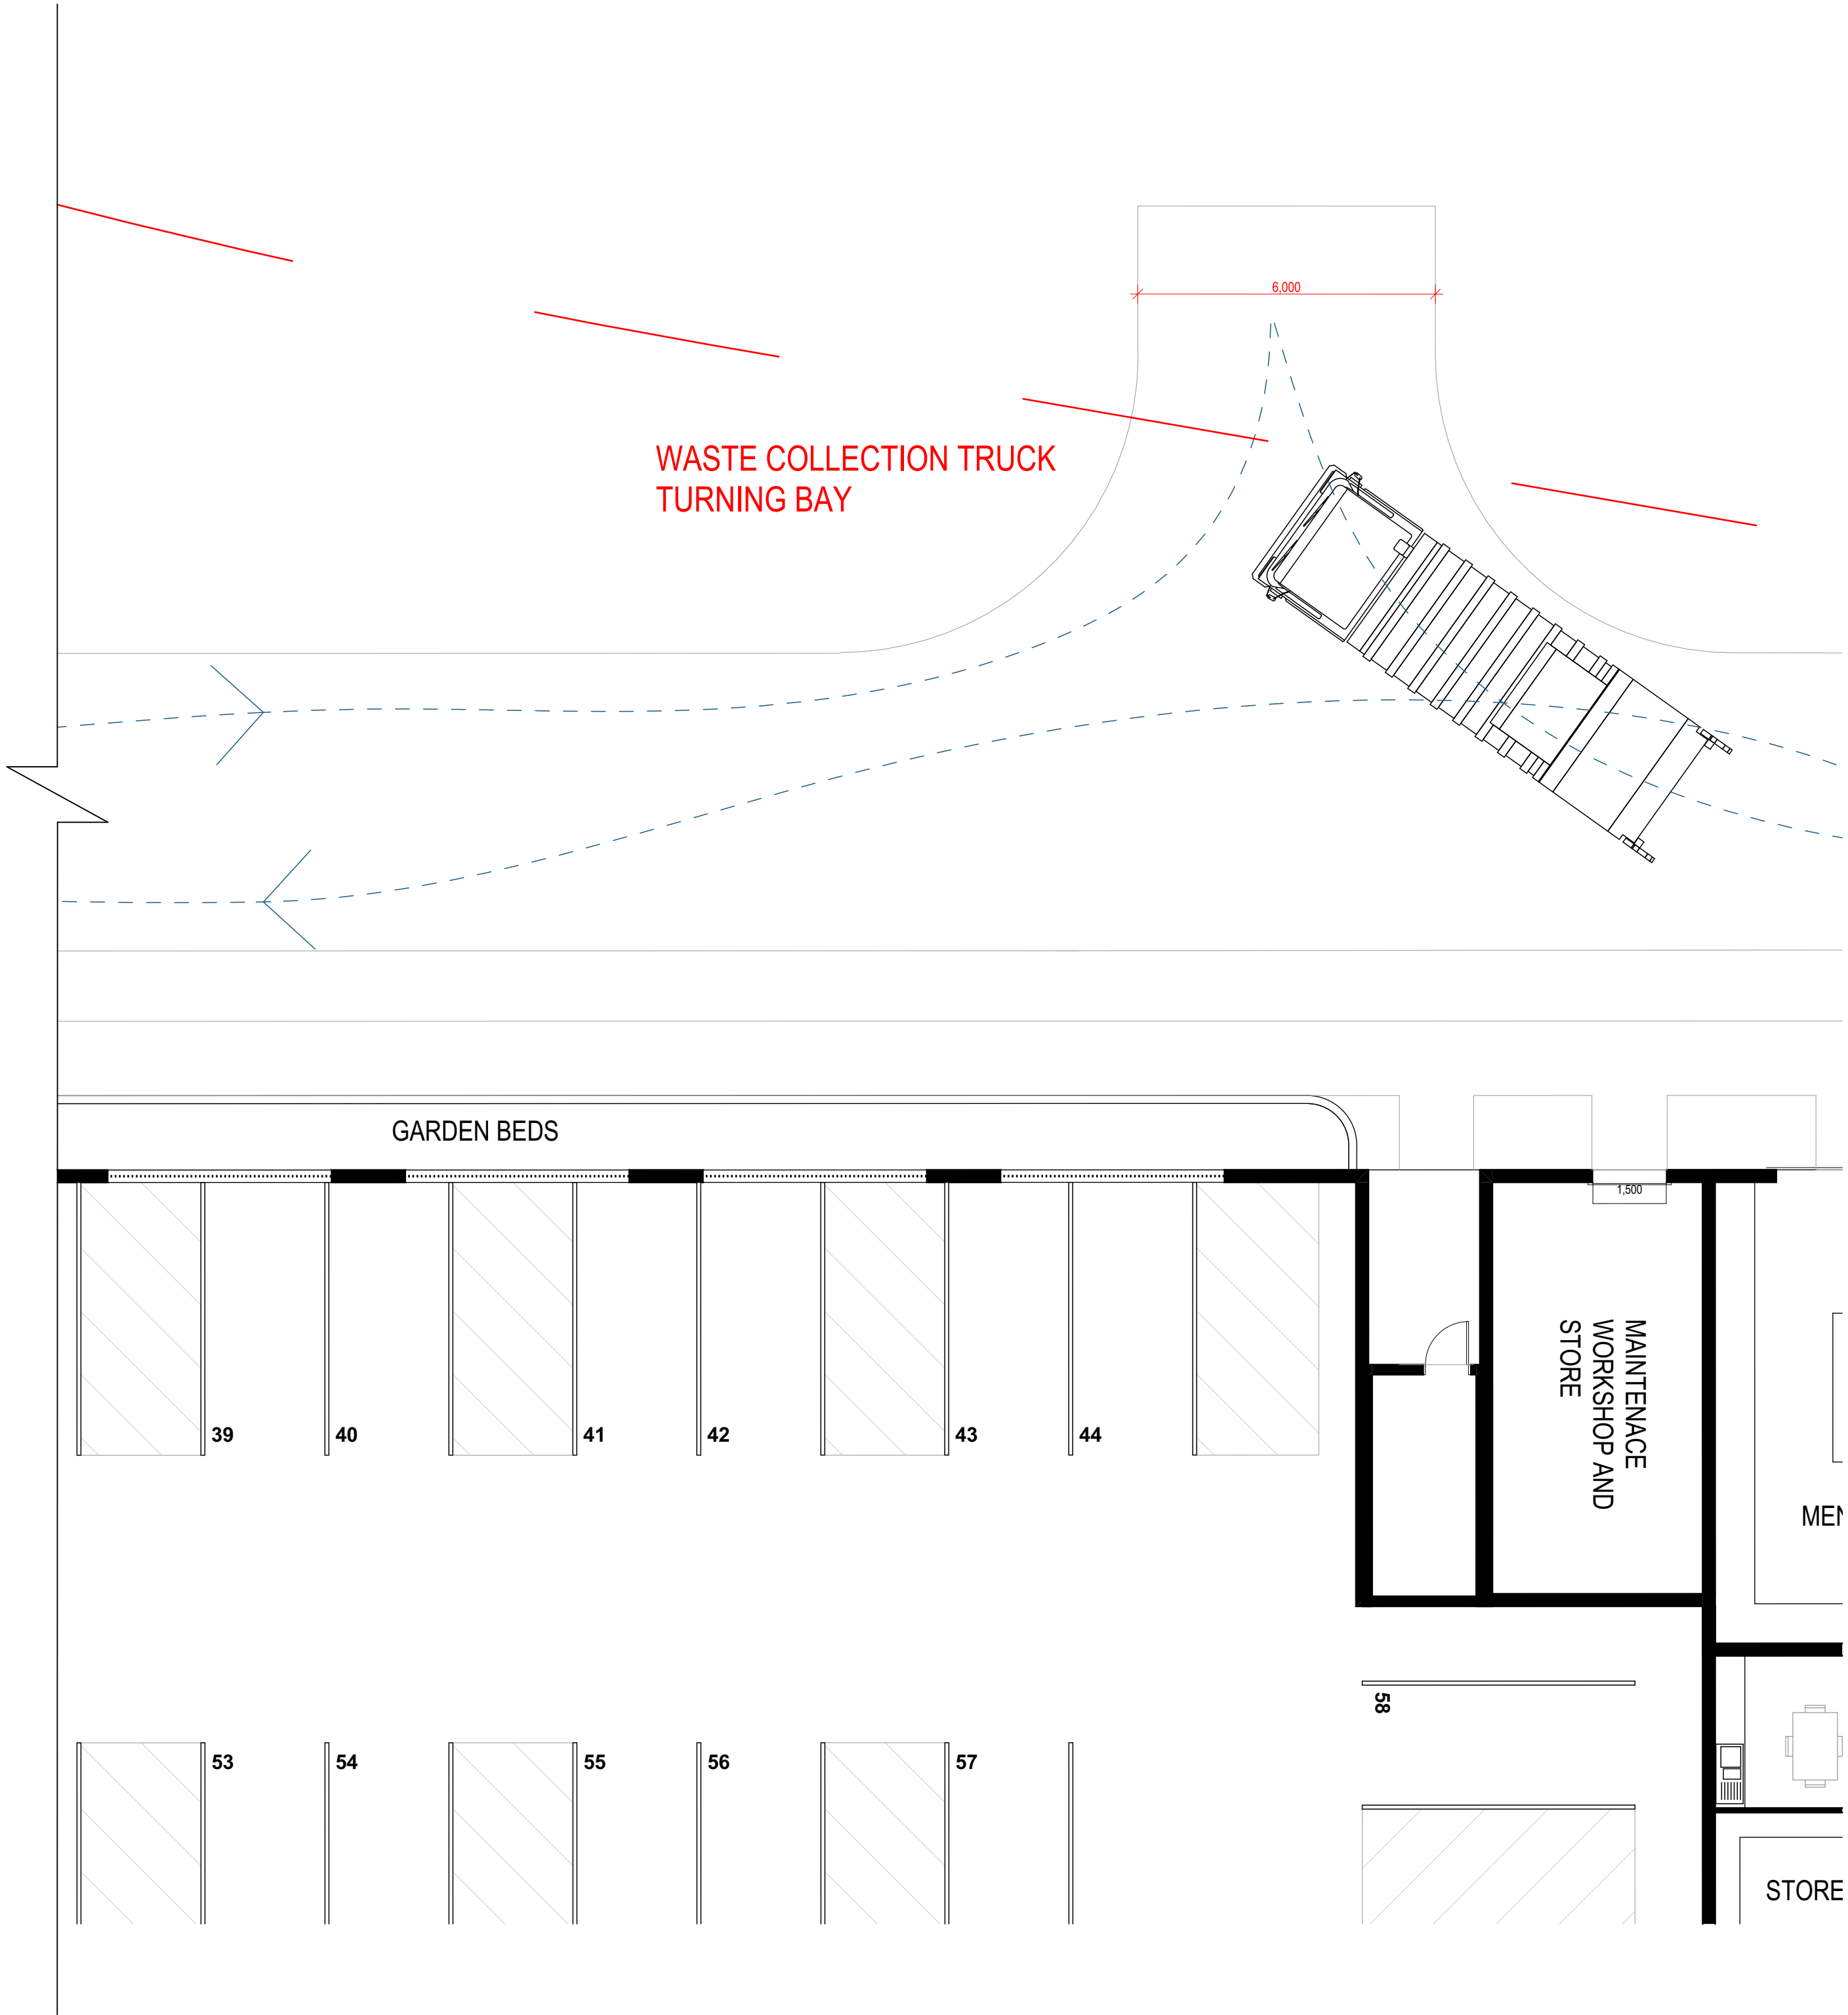 6,000
WASTE COLLECTION TRUCK
TURNING BAY
GARDEN BEDS
1,500
MAINTENACE
WORKSHOP AND
STORE
39
40
41
42
43
44
MEN
58
53
54
55
56
57
STORE